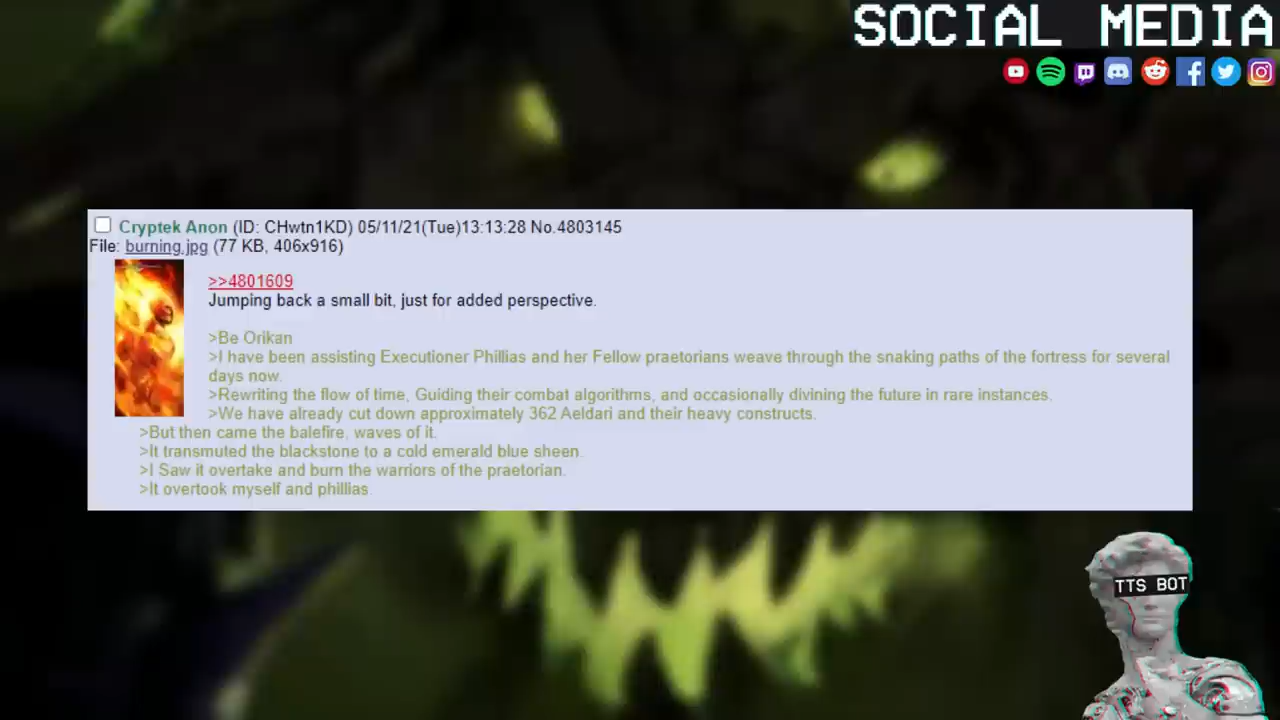 SOCIAL MEDIA
Cryptek Anon (ID: CHwtn1KD) 05/11/21(Tue)13:13:28 No.4803145
File: burning.jpg (77 KB, 406x916)
>>4801609
Jumping back a small bit, just for added perspective.
>Be Orikan
>I have been assisting Executioner Phillias and her Fellow praetorians weave through the snaking paths of the fortress for several
days now.
>Rewriting the flow of time, Guiding their combat algorithms, and occasionally divining the future in rare instances.
>We have already cut down approximately 362 Aeldari and their heavy constructs.
>But then came the balefire, waves of it.
>It transmuted the blackstone to a cold emerald blue sheen.
>I Saw it overtake and burn the warriors of the praetorian.
>It overtook myself and phillias.
TTS BOT